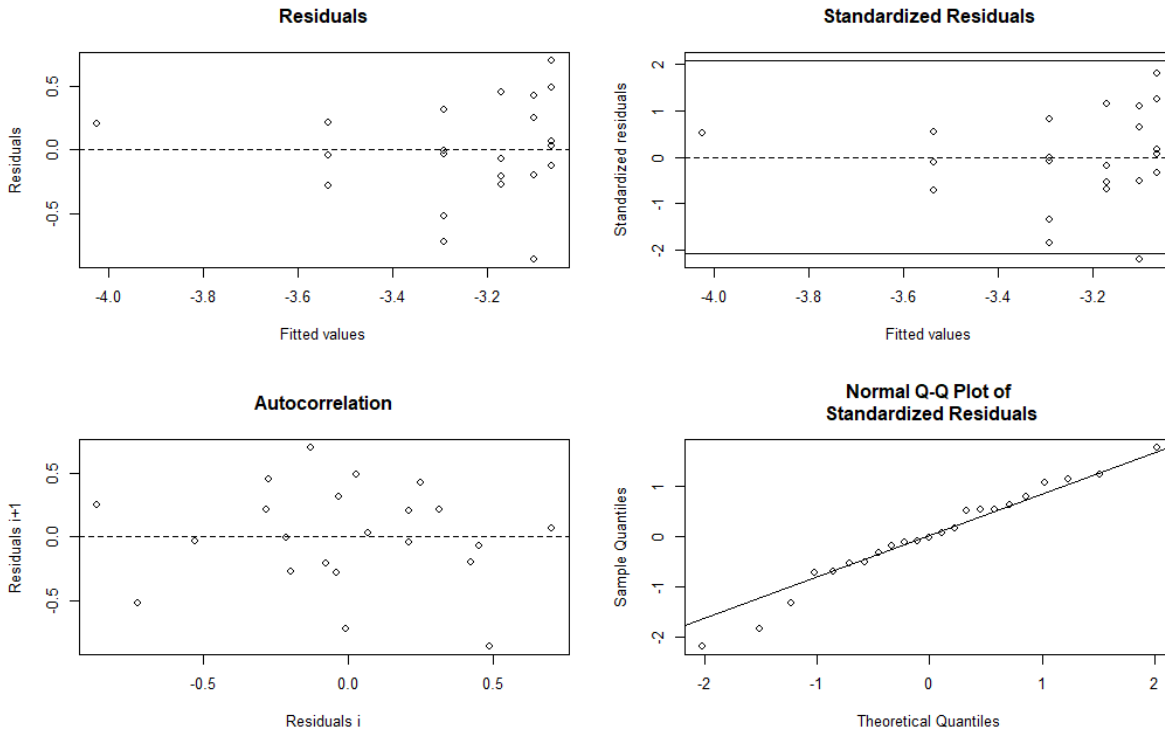 Residuals
Residuals
0.5
0.0
-0.5
-4.0 -3.8 -3.6 -3.4 -3.2
Fitted values
Standardized Residuals
Standardized residuals
2
1
0
-1
-2
-4.0 -3.8 -3.6 -3.4 -3.2
Fitted values
Autocorrelation
Residuals i+1
0.5
0.0
-0.5
-0.5 0.0 0.5
Residuals i
Normal Q-Q Plot of
Standardized Residuals
Sample Quantiles
1
0
-1
-2
-2 -1 0 1 2
Theoretical Quantiles